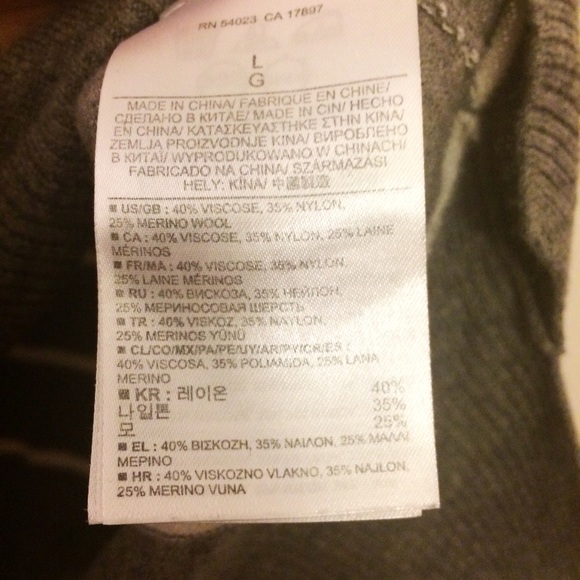 RN 54023 CA 17897
L
G
MADE IN CHINA/ FABRIQUE EN CHINE/
СДЕЛАНО В КИТАЕ/ MADE IN CIN/ HECHO
EN CHINA/ ΚΑΤΑΣΚΕΥΑΣΤΗΚΕ ΣΤΗΝ ΚΙΝΑ/
ZEMLJA PROIZVODNJE KINA/ ВИРОБЛЕНО
В КИТАЇ/ WYPRODUKOWANO W CHINACH/
FABRICADO NA CHINA/ SZÁRMAZÁSI
HELY: KÍNA/ 中國製造
US/GB : 40% VISCOSE, 35% NYLON,
25% MERINO WOOL
CA : 40% VISCOSE, 35% NYLON, 25% LAINE
MÉRINOS
FR/MA : 40% VISCOSE, 35% NYLON,
25% LAINE MÉRINOS
RU : 40% ВИСКОЗА, 35% НЕЙЛОН,
25% МЕРИНОСОВАЯ ШЕРСТЬ
TR : 40% VISKOZ, 35% NAYLON,
25% MERINOS YÜNÜ
CL/CO/MX/PA/PE/UY/AR/PY/CR/ES :
40% VISCOSA, 35% POLIAMIDA, 25% LANA
MERINO
KR : 레이온 40%
나일론 35%
모 25%
EL : 40% ΒΙΣΚΟΖΗ, 35% ΝΑΙΛΟΝ, 25% ΜΑΛΛΙ
ΜΕΡΙΝΟ
HR : 40% VISKOZNO VLAKNO, 35% NAJLON,
25% MERINO VUNA